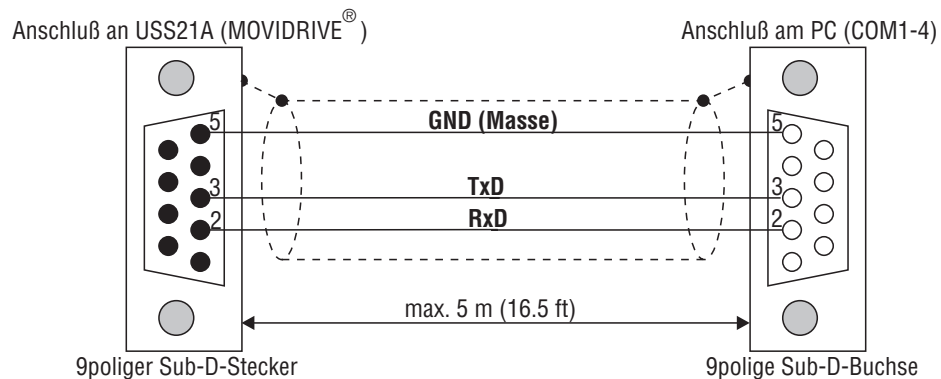 Anschluß an USS21A (MOVIDRIVE® )
Anschluß am PC (COM1-4)
5
GND (Masse)
5
3
TxD
3
2
RxD
2
max. 5 m (16.5 ft)
9poliger Sub-D-Stecker
9polige Sub-D-Buchse